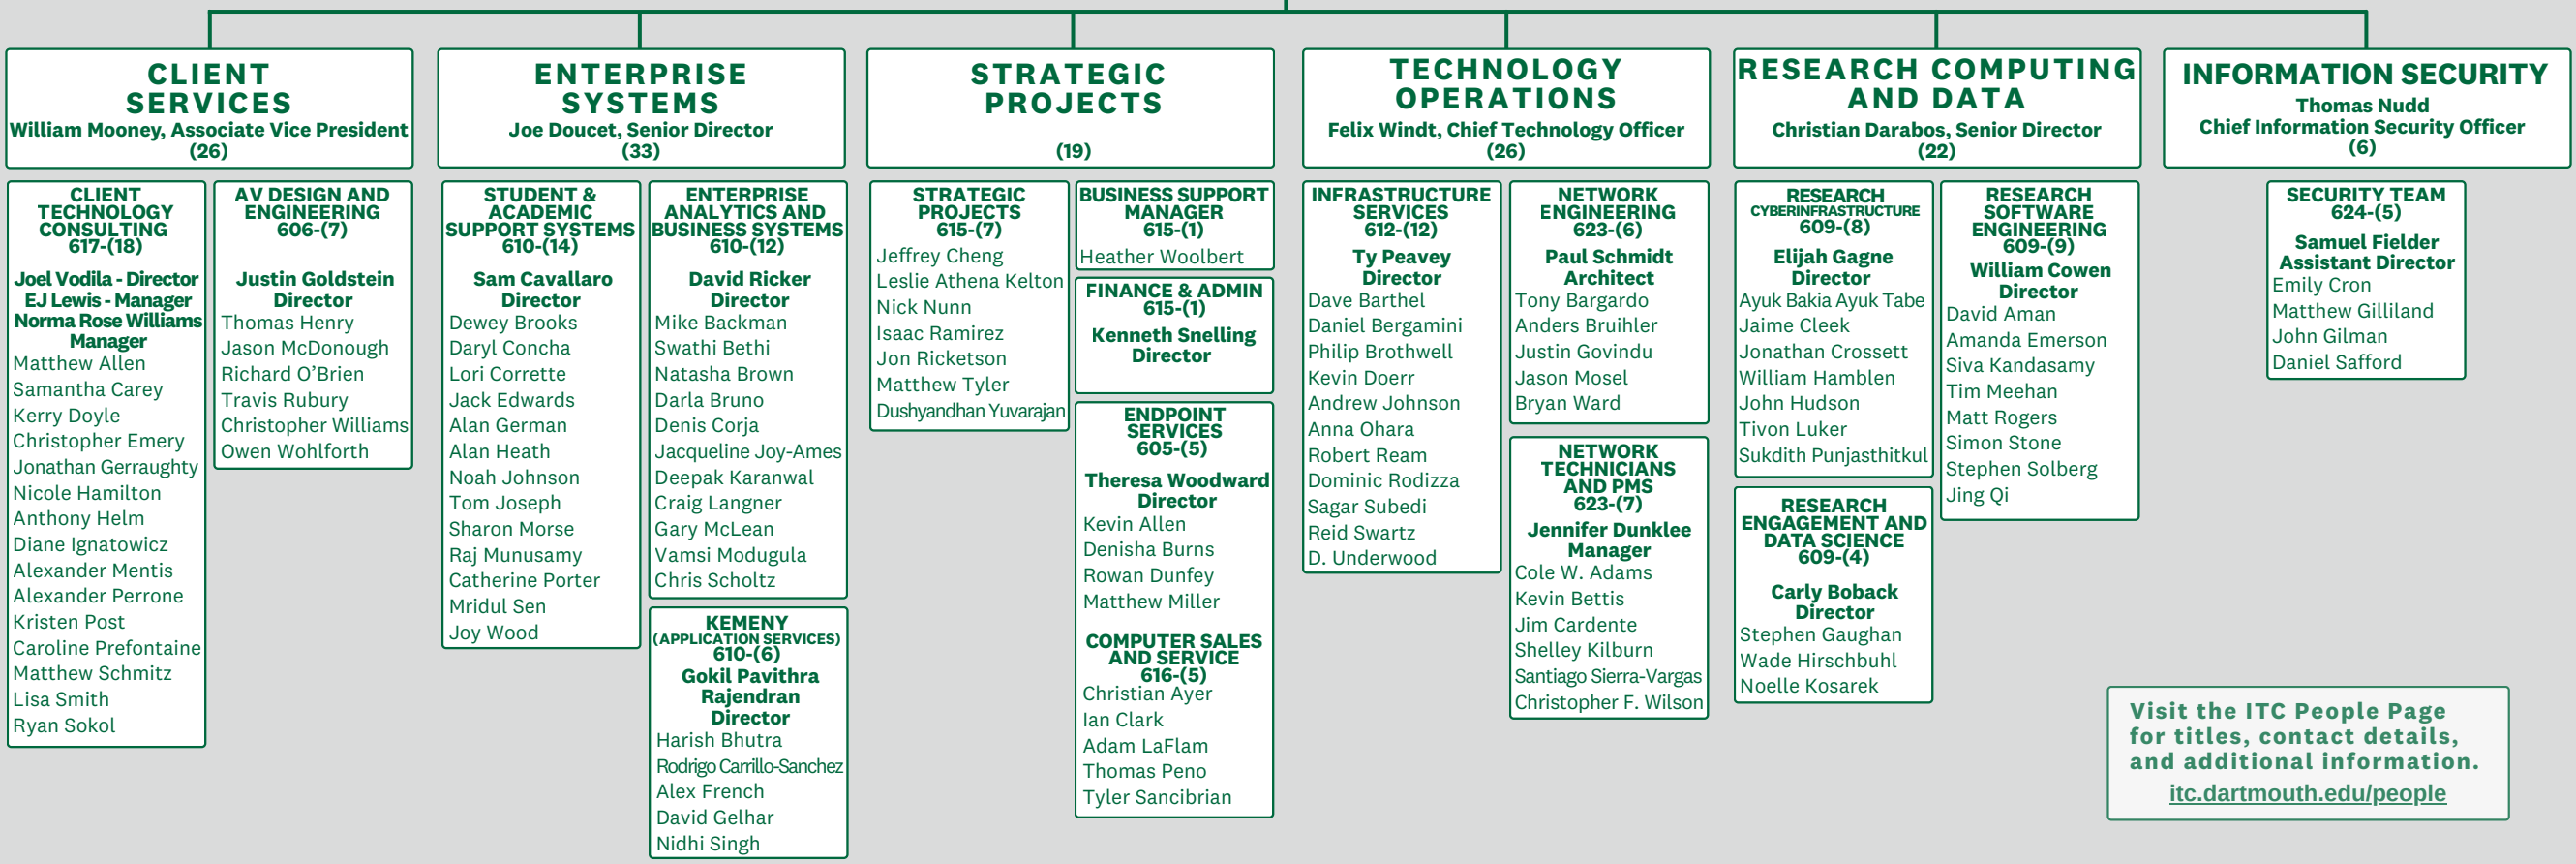 CLIENT
SERVICES
William Mooney, Associate Vice President
(26)
CLIENT
TECHNOLOGY
CONSULTING
617-(18)
Joel Vodila - Director
EJ Lewis - Manager
Norma Rose Williams
Manager
Matthew Allen
Samantha Carey
Kerry Doyle
Christopher Emery
Jonathan Gerraughty
Nicole Hamilton
Anthony Helm
Diane Ignatowicz
Alexander Mentis
Alexander Perrone
Kristen Post
Caroline Prefontaine
Matthew Schmitz
Lisa Smith
Ryan Sokol
AV DESIGN AND
ENGINEERING
606-(7)
Justin Goldstein
Director
Thomas Henry
Jason McDonough
Richard O’Brien
Travis Rubury
Christopher Williams
Owen Wohlforth
ENTERPRISE
SYSTEMS
Joe Doucet, Senior Director
(33)
STUDENT &
ACADEMIC
SUPPORT SYSTEMS
610-(14)
Sam Cavallaro
Director
Dewey Brooks
Daryl Concha
Lori Corrette
Jack Edwards
Alan German
Alan Heath
Noah Johnson
Tom Joseph
Sharon Morse
Raj Munusamy
Catherine Porter
Mridul Sen
Joy Wood
ENTERPRISE
ANALYTICS AND
BUSINESS SYSTEMS
610-(12)
David Ricker
Director
Mike Backman
Swathi Bethi
Natasha Brown
Darla Bruno
Denis Corja
Jacqueline Joy-Ames
Deepak Karanwal
Craig Langner
Gary McLean
Vamsi Modugula
Chris Scholtz
KEMENY
(APPLICATION SERVICES)
610-(6)
Gokil Pavithra
Rajendran
Director
Harish Bhutra
Rodrigo Carrillo-Sanchez
Alex French
David Gelhar
Nidhi Singh
STRATEGIC
PROJECTS
(19)
STRATEGIC
PROJECTS
615-(7)
Jeffrey Cheng
Leslie Athena Kelton
Nick Nunn
Isaac Ramirez
Jon Ricketson
Matthew Tyler
Dushyandhan Yuvarajan
BUSINESS SUPPORT
MANAGER
615-(1)
Heather Woolbert
FINANCE & ADMIN
615-(1)
Kenneth Snelling
Director
ENDPOINT
SERVICES
605-(5)
Theresa Woodward
Director
Kevin Allen
Denisha Burns
Rowan Dunfey
Matthew Miller
COMPUTER SALES
AND SERVICE
616-(5)
Christian Ayer
Ian Clark
Adam LaFlam
Thomas Peno
Tyler Sancibrian
TECHNOLOGY
OPERATIONS
Felix Windt, Chief Technology Officer
(26)
INFRASTRUCTURE
SERVICES
612-(12)
Ty Peavey
Director
Dave Barthel
Daniel Bergamini
Philip Brothwell
Kevin Doerr
Andrew Johnson
Anna Ohara
Robert Ream
Dominic Rodizza
Sagar Subedi
Reid Swartz
D. Underwood
NETWORK
ENGINEERING
623-(6)
Paul Schmidt
Architect
Tony Bargardo
Anders Bruihler
Justin Govindu
Jason Mosel
Bryan Ward
NETWORK
TECHNICIANS
AND PMS
623-(7)
Jennifer Dunklee
Manager
Cole W. Adams
Kevin Bettis
Jim Cardente
Shelley Kilburn
Santiago Sierra-Vargas
Christopher F. Wilson
RESEARCH COMPUTING
AND DATA
Christian Darabos, Senior Director
(22)
RESEARCH
CYBERINFRASTRUCTURE
609-(8)
Elijah Gagne
Director
Ayuk Bakia Ayuk Tabe
Jaime Cleek
Jonathan Crossett
William Hamblen
John Hudson
Tivon Luker
Sukdith Punjasthitkul
RESEARCH
ENGAGEMENT AND
DATA SCIENCE
609-(4)
Carly Boback
Director
Stephen Gaughan
Wade Hirschbuhl
Noelle Kosarek
RESEARCH
SOFTWARE
ENGINEERING
609-(9)
William Cowen
Director
David Aman
Amanda Emerson
Siva Kandasamy
Tim Meehan
Matt Rogers
Simon Stone
Stephen Solberg
Jing Qi
INFORMATION SECURITY
Thomas Nudd
Chief Information Security Officer
(6)
SECURITY TEAM
624-(5)
Samuel Fielder
Assistant Director
Emily Cron
Matthew Gilliland
John Gilman
Daniel Safford
Visit the ITC People Page
for titles, contact details,
and additional information.
itc.dartmouth.edu/people